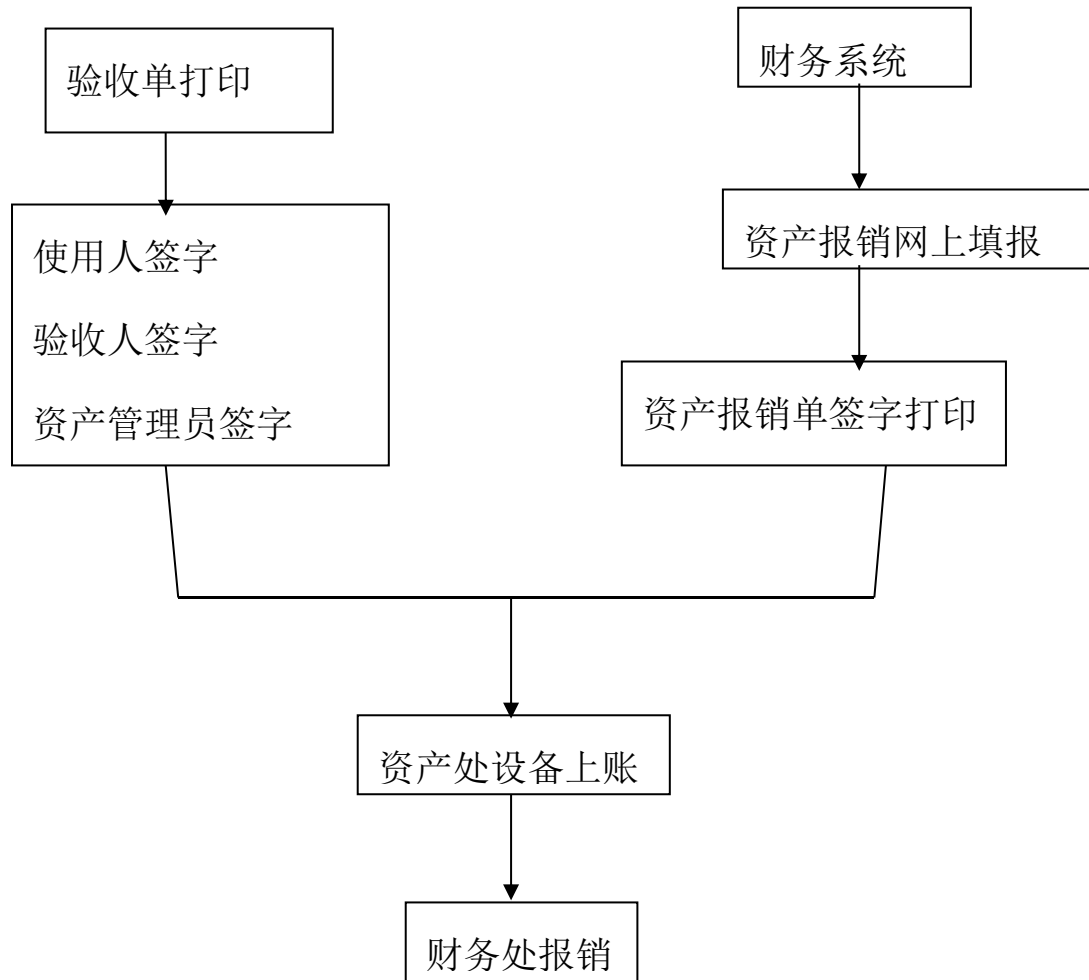 验收单打印
使用人签字
验收人签字
资产管理员签字
财务系统
资产报销网上填报
资产报销单签字打印
资产处设备上账
财务处报销